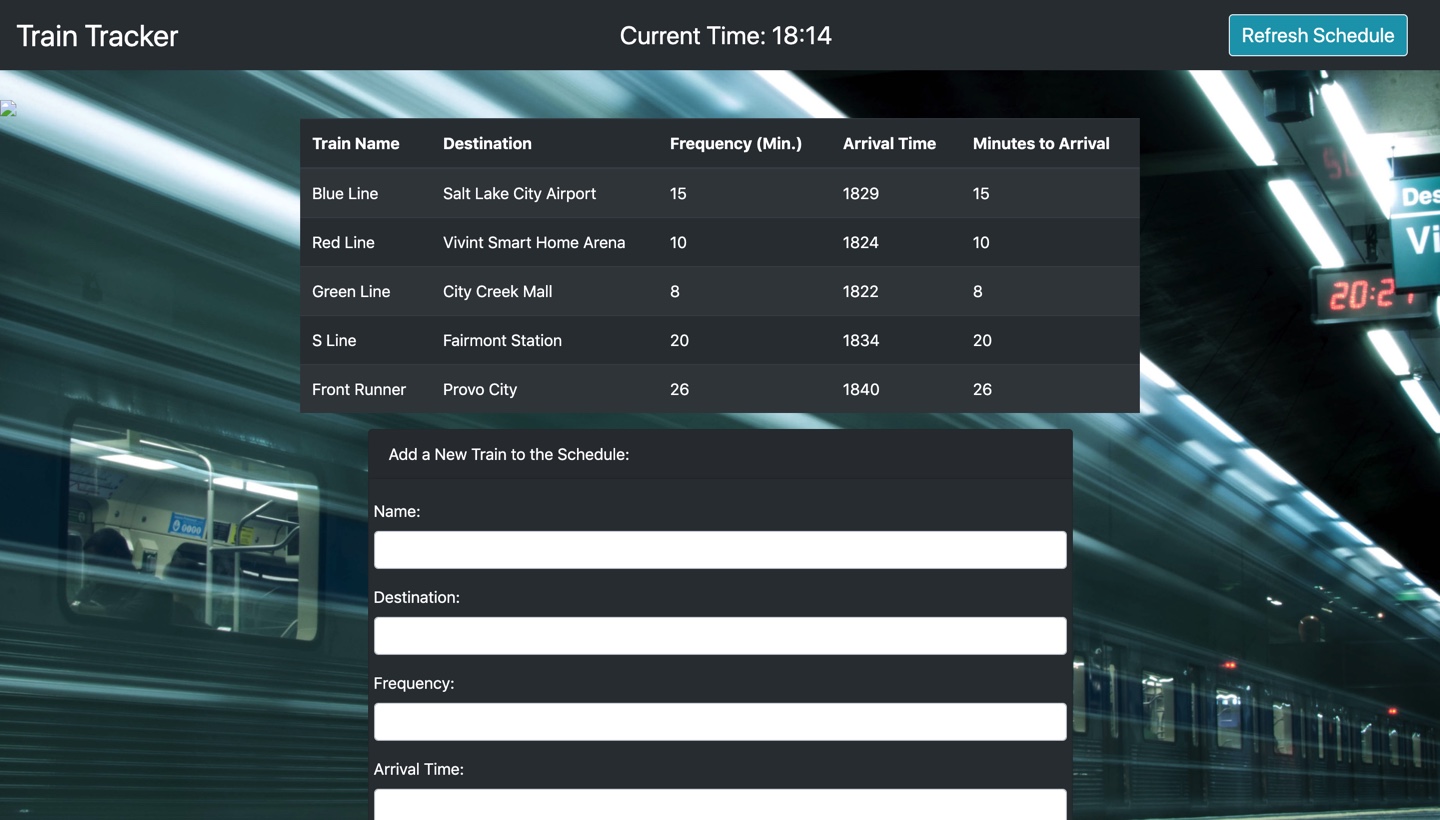 Train Tracker Current Time: 18:14 Refresh Schedule
Train Name Destination Frequency (Min.) Arrival Time Minutes to Arrival
Blue Line Salt Lake City Airport 15 1829 15
Red Line Vivint Smart Home Arena 10 1824 10
Green Line City Creek Mall 8 1822 8
S Line Fairmont Station 20 1834 20
Front Runner Provo City 26 1840 26
Add a New Train to the Schedule:
Name:
Destination:
Frequency:
Arrival Time:
Des
Vi
20:2